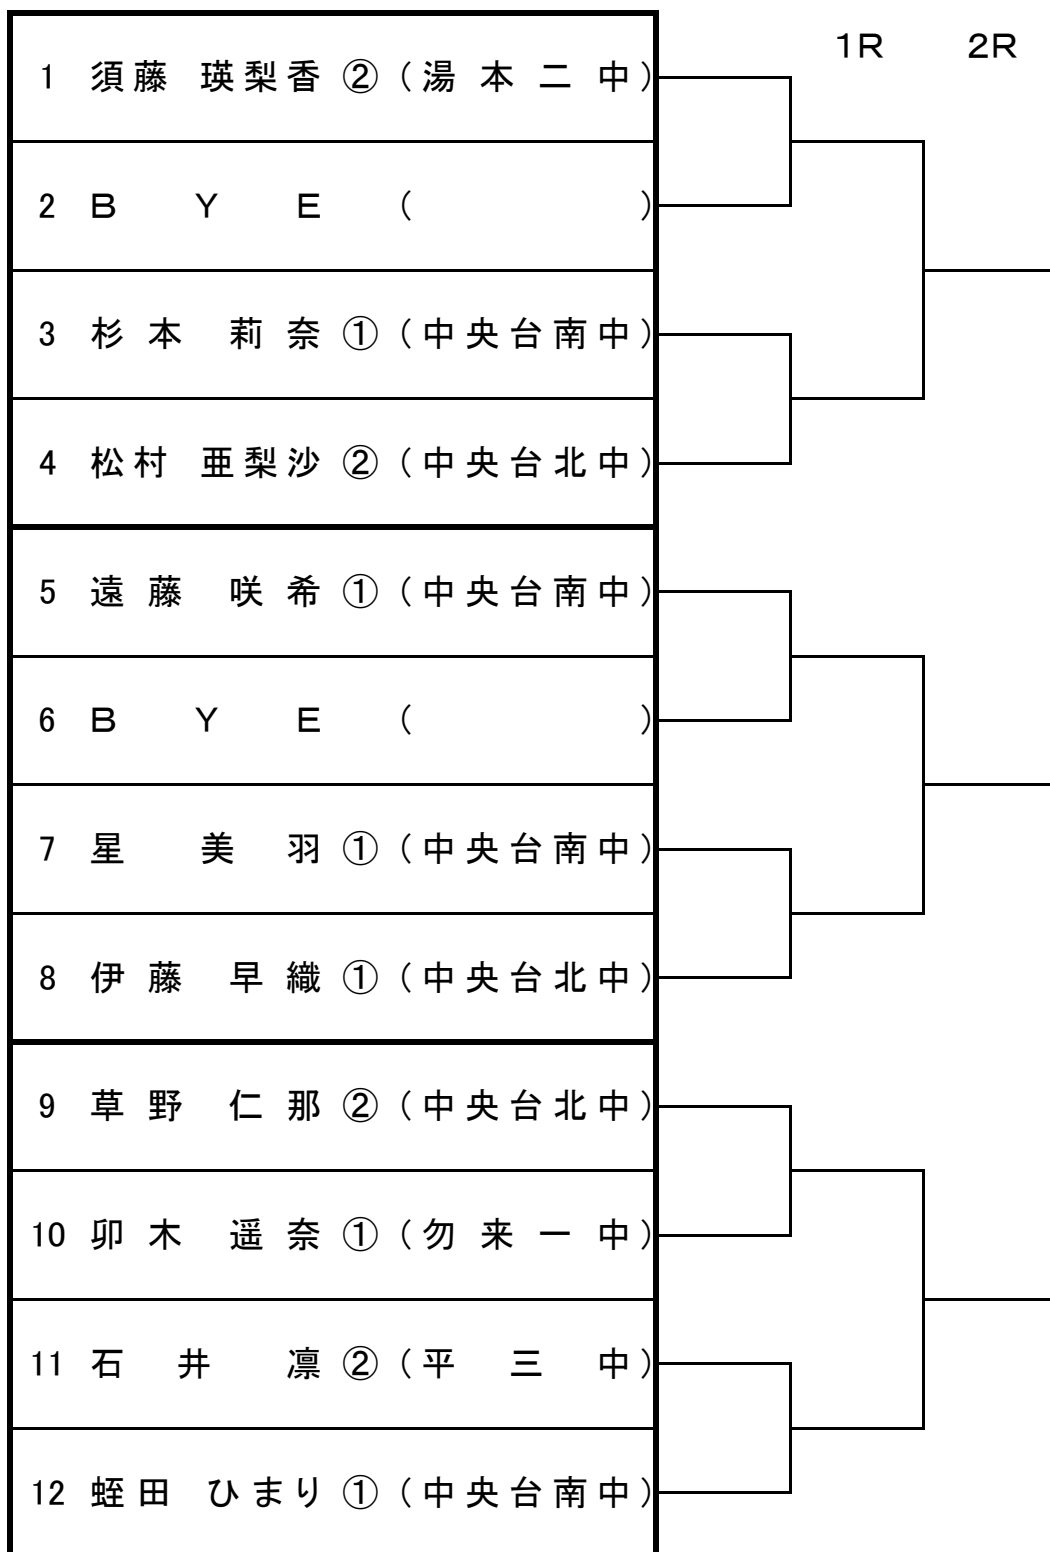 1R 2R
1 須藤 瑛梨香 ② (湯本二中)
2 B Y E ( )
3 杉本 莉奈 ① (中央台南中)
4 松村 亜梨沙 ② (中央台北中)
5 遠藤 咲希 ① (中央台南中)
6 B Y E ( )
7 星 美羽 ① (中央台南中)
8 伊藤 早織 ① (中央台北中)
9 草野 仁那 ② (中央台北中)
10 卯木 遥奈 ① (勿来一中)
11 石井 凛 ② (平三中)
12 蛭田 ひまり ① (中央台南中)